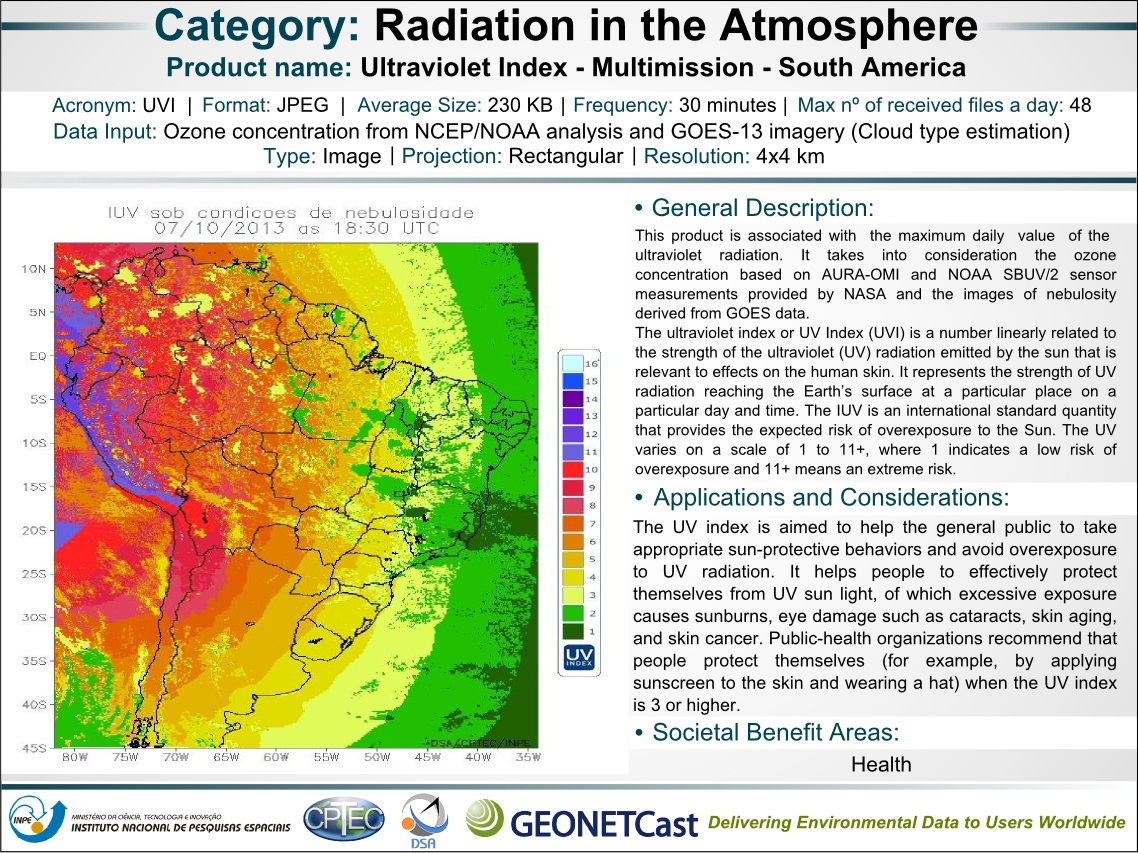 Category: Radiation in the Atmosphere
Product name: Ultraviolet Index - Multimission - South America
Acronym: UVI | Format: JPEG | Average Size: 230 KB | Frequency: 30 minutes | Max nº of received files a day: 48
Data Input: Ozone concentration from NCEP/NOAA analysis and GOES-13 imagery (Cloud type estimation)
Type: Image | Projection: Rectangular | Resolution: 4x4 km
IUV sob condicoes de nebulosidade
07/10/2013 as 18:30 UTC
10N
5N
EQ
5S
10S
15S
20S
25S
30S
35S
40S
45S
80W 75W 70W 65W 60W 55W 50W 45W 40W 35W
DSA/CPTEC/INPE
16
15
14
13
12
11
10
9
8
7
6
5
4
3
2
1
UV
INDEX
• General Description:
This product is associated with the maximum daily value of the
ultraviolet radiation. It takes into consideration the ozone
concentration based on AURA-OMI and NOAA SBUV/2 sensor
measurements provided by NASA and the images of nebulosity
derived from GOES data.
The ultraviolet index or UV Index (UVI) is a number linearly related to
the strength of the ultraviolet (UV) radiation emitted by the sun that is
relevant to effects on the human skin. It represents the strength of UV
radiation reaching the Earth's surface at a particular place on a
particular day and time. The IUV is an international standard quantity
that provides the expected risk of overexposure to the Sun. The UV
varies on a scale of 1 to 11+, where 1 indicates a low risk of
overexposure and 11+ means an extreme risk.
• Applications and Considerations:
The UV index is aimed to help the general public to take
appropriate sun-protective behaviors and avoid overexposure
to UV radiation. It helps people to effectively protect
themselves from UV sun light, of which excessive exposure
causes sunburns, eye damage such as cataracts, skin aging,
and skin cancer. Public-health organizations recommend that
people protect themselves (for example, by applying
sunscreen to the skin and wearing a hat) when the UV index
is 3 or higher.
• Societal Benefit Areas:
Health
INPE
MINISTÉRIO DA CIÊNCIA, TECNOLOGIA E INOVAÇÃO
INSTITUTO NACIONAL DE PESQUISAS ESPACIAIS
CPTEC
DSA
GEONETCast
Delivering Environmental Data to Users Worldwide